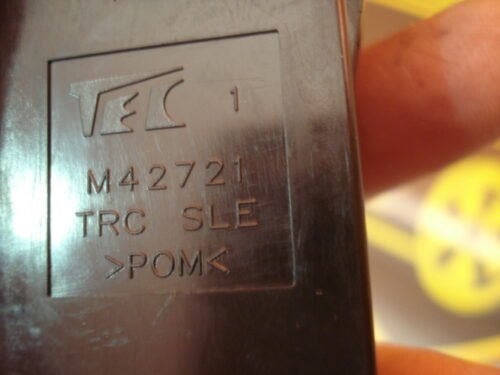 TEC 1
M42721
TRC SLE
>POM<